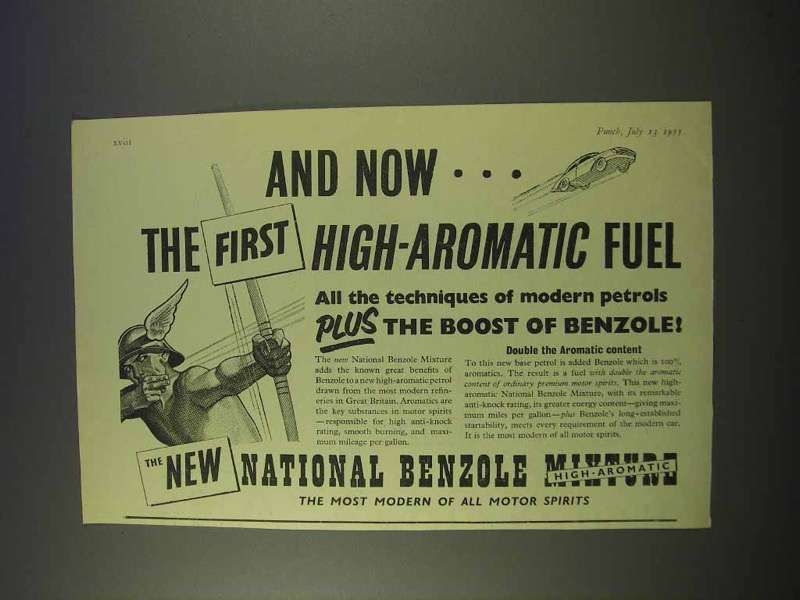 xviii
Punch, July 13 1955
AND NOW . . .
THE FIRST HIGH-AROMATIC FUEL
All the techniques of modern petrols
PLUS THE BOOST OF BENZOLE!
The new National Benzole Mixture
adds the known great benefits of
Benzole to a new high-aromatic petrol
drawn from the most modern refin-
eries in Great Britain. Aromatics are
the key substances in motor spirits
—responsible for high anti-knock
rating, smooth burning, and maxi-
mum mileage per gallon.
Double the Aromatic content
To this new base petrol is added Benzole which is 100%
aromatics. The result is a fuel with double the aromatic
content of ordinary premium motor spirits. This new high-
aromatic National Benzole Mixture, with its remarkable
anti-knock rating, its greater energy content—giving maxi-
mum miles per gallon—plus Benzole's long-established
startability, meets every requirement of the modern car.
It is the most modern of all motor spirits.
THE NEW NATIONAL BENZOLE MIXTURE
HIGH-AROMATIC
THE MOST MODERN OF ALL MOTOR SPIRITS